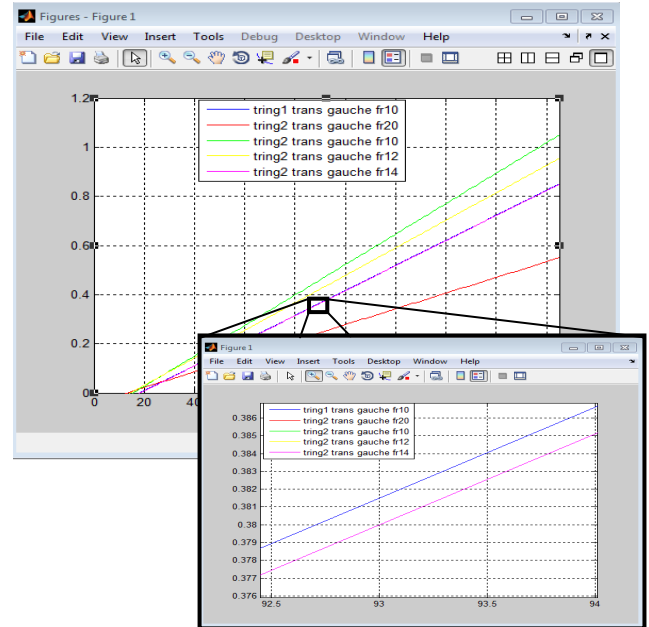 Figures - Figure 1
File Edit View Insert Tools Debug Desktop Window Help
1.2
tring1 trans gauche fr10
tring2 trans gauche fr20
tring2 trans gauche fr10
tring2 trans gauche fr12
tring2 trans gauche fr14
1
0.8
0.6
0.4
0.2
0
0 20
Figure 1
File Edit View Insert Tools Desktop Window Help
tring1 trans gauche fr10
tring2 trans gauche fr20
tring2 trans gauche fr10
tring2 trans gauche fr12
tring2 trans gauche fr14
0.386
0.385
0.384
0.383
0.382
0.381
0.38
0.379
0.378
0.377
0.376
92.5 93 93.5 94